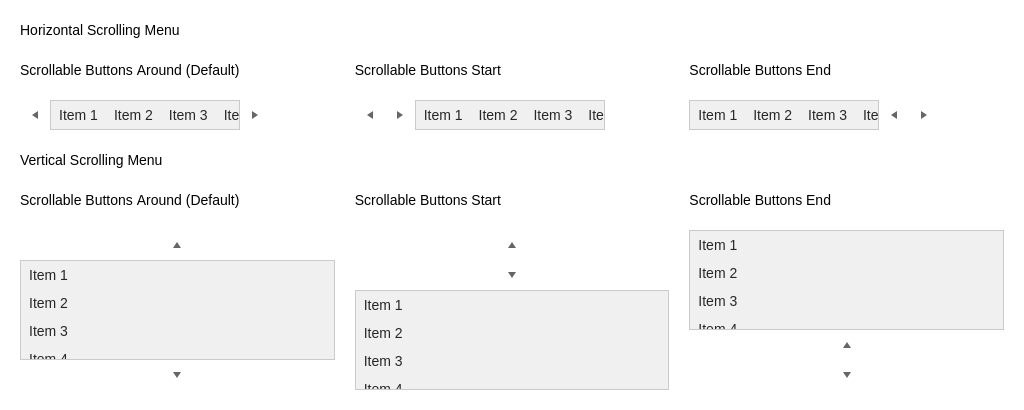 Horizontal Scrolling Menu
Scrollable Buttons Around (Default)
Scrollable Buttons Start
Scrollable Buttons End
Item 1 Item 2 Item 3 Ite
Item 1 Item 2 Item 3 Ite
Item 1 Item 2 Item 3 Ite
Vertical Scrolling Menu
Scrollable Buttons Around (Default)
Item 1
Item 2
Item 3
Item 4
Scrollable Buttons Start
Item 1
Item 2
Item 3
Item 4
Scrollable Buttons End
Item 1
Item 2
Item 3
Item 4